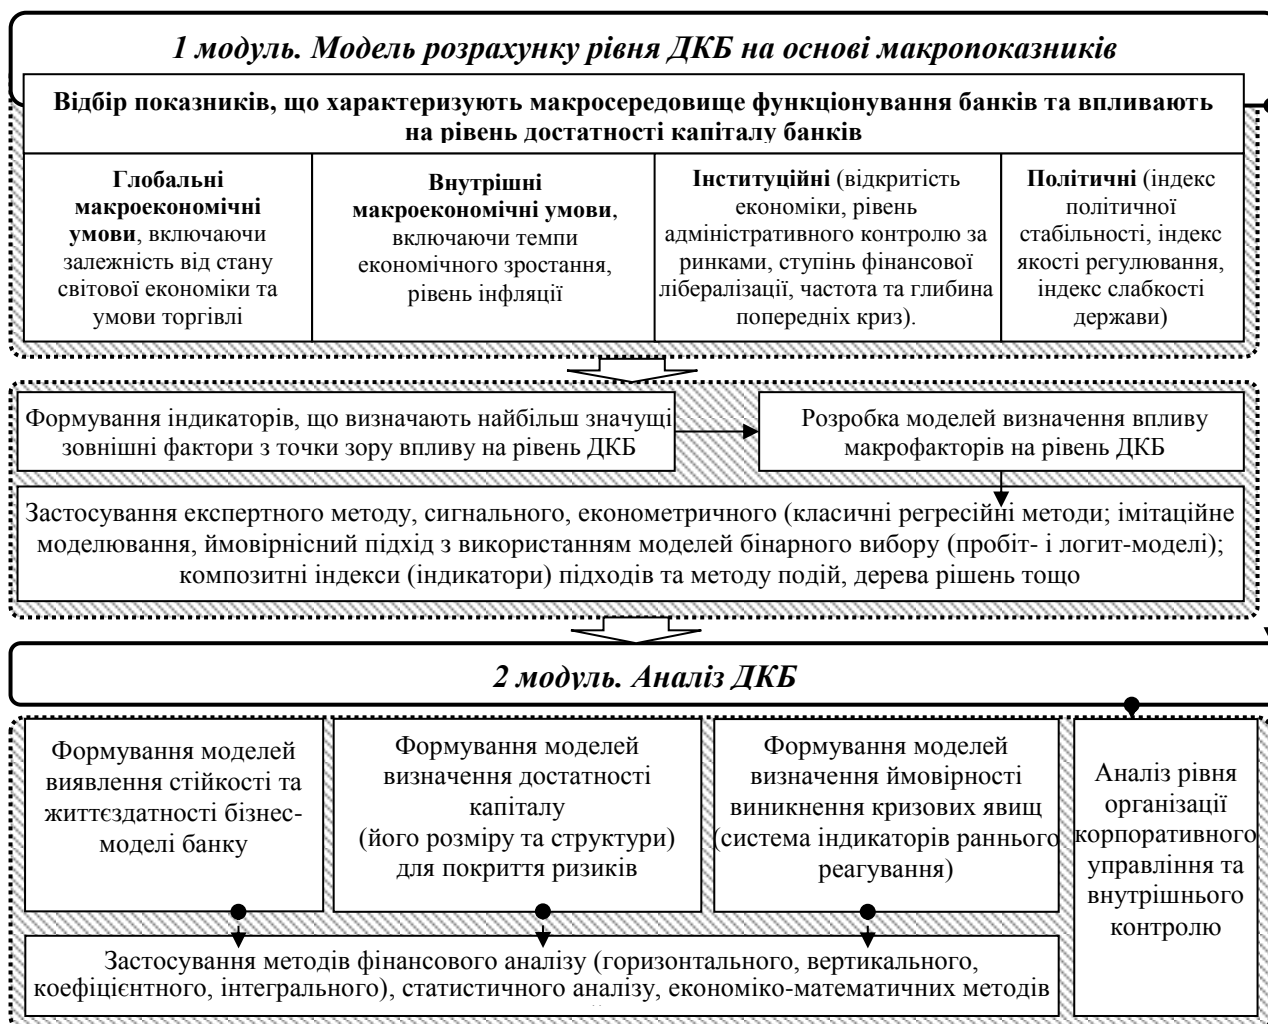 1 модуль. Модель розрахунку рівня ДКБ на основі макропоказників
Відбір показників, що характеризують макросередовище функціонування банків та впливають
на рівень достатності капіталу банків
Глобальні
макроекономічні
умови, включаючи
залежність від стану
світової економіки та
умови торгівлі
Внутрішні
макроекономічні умови,
включаючи темпи
економічного зростання,
рівень інфляції
Інституційні (відкритість
економіки, рівень
адміністративного контролю за
ринками, ступінь фінансової
лібералізації, частота та глибина
попередніх криз).
Політичні (індекс
політичної
стабільності, індекс
якості регулювання,
індекс слабкості
держави)
Формування індикаторів, що визначають найбільш значущі
зовнішні фактори з точки зору впливу на рівень ДКБ
Розробка моделей визначення впливу
макрофакторів на рівень ДКБ
Застосування експертного методу, сигнального, економетричного (класичні регресійні методи; імітаційне
моделювання, ймовірнісний підхід з використанням моделей бінарного вибору (пробіт- і логит-моделі);
композитні індекси (індикатори) підходів та методу подій, дерева рішень тощо
2 модуль. Аналіз ДКБ
Формування моделей
виявлення стійкості та
життєздатності бізнес-
моделі банку
Формування моделей
визначення достатності
капіталу
(його розміру та структури)
для покриття ризиків
Формування моделей
визначення ймовірності
виникнення кризових явищ
(система індикаторів раннього
реагування)
Аналіз рівня
організації
корпоративного
управління та
внутрішнього
контролю
Застосування методів фінансового аналізу (горизонтального, вертикального,
коефіцієнтного, інтегрального), статистичного аналізу, економіко-математичних методів